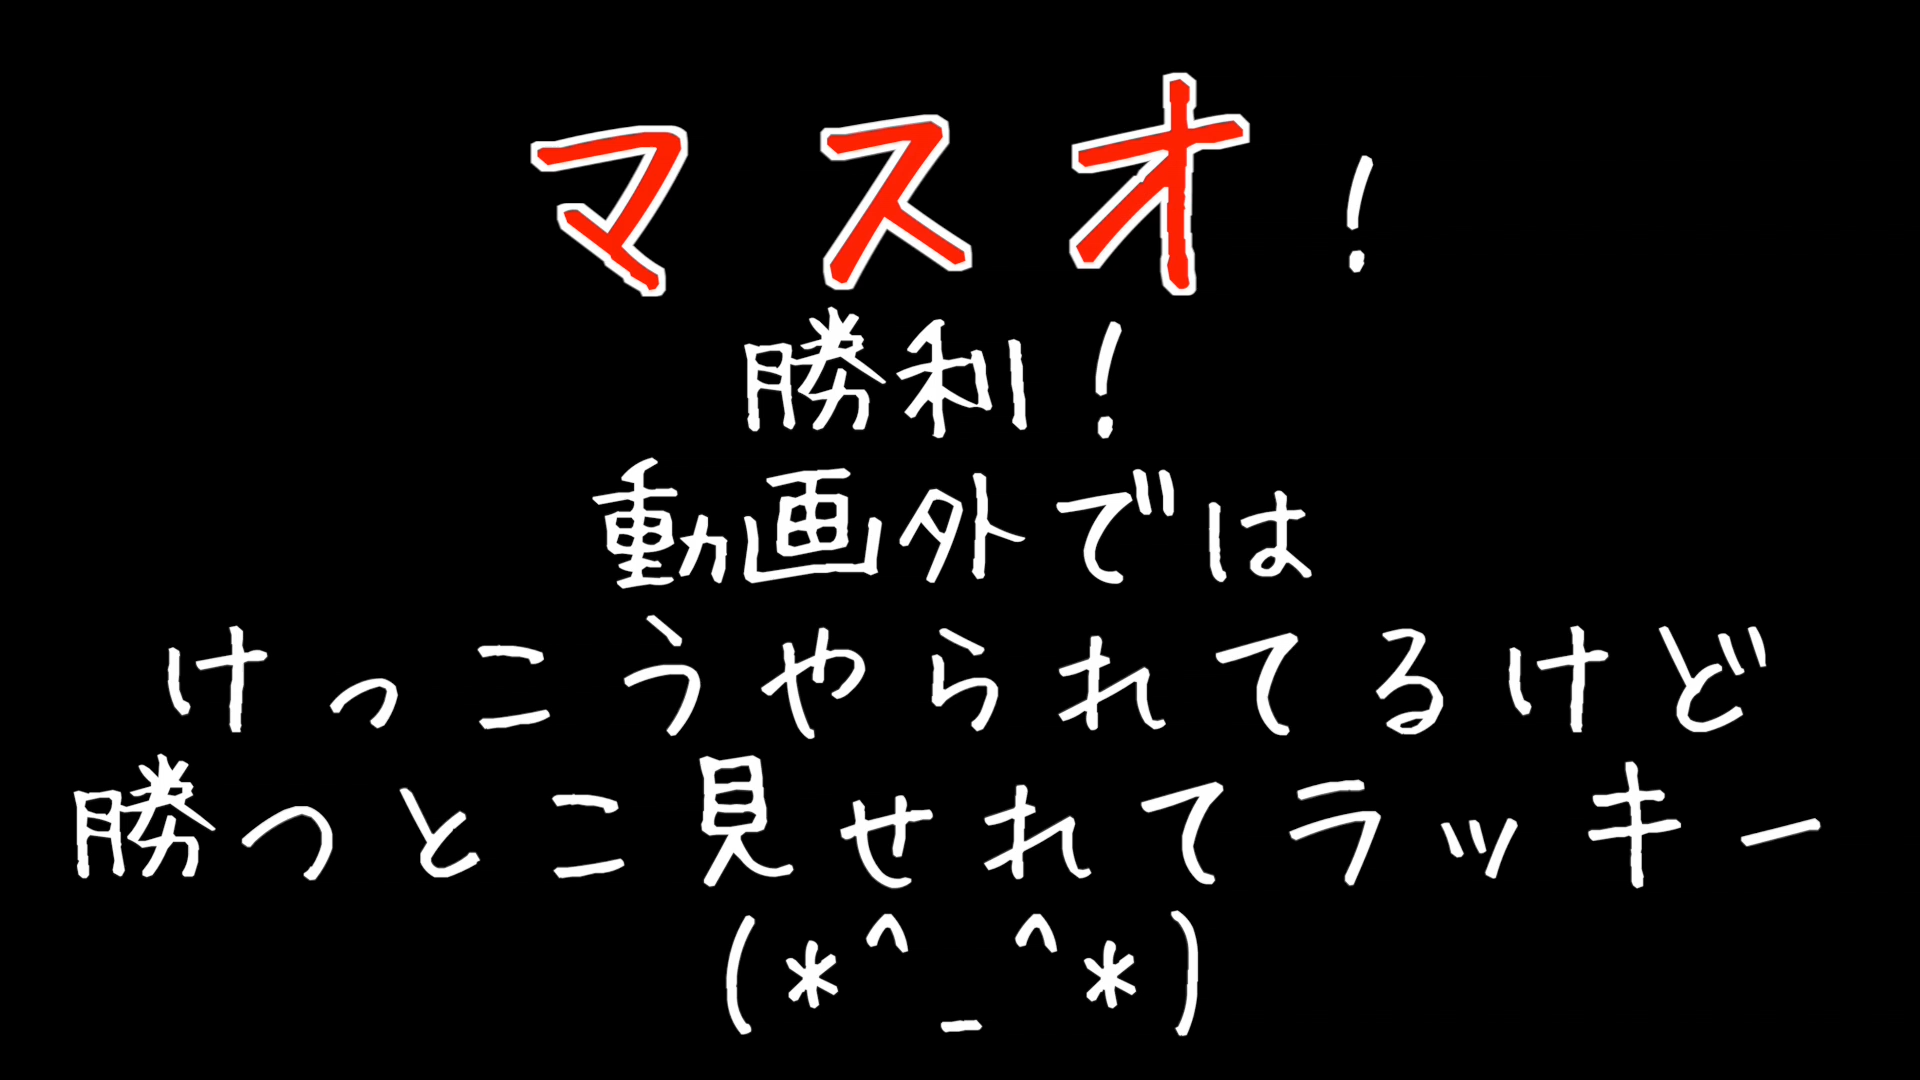 マスオ！
勝利！
動画外では
けっこうやられてるけど
勝つとこ見せれてラッキー
(*^_^*)